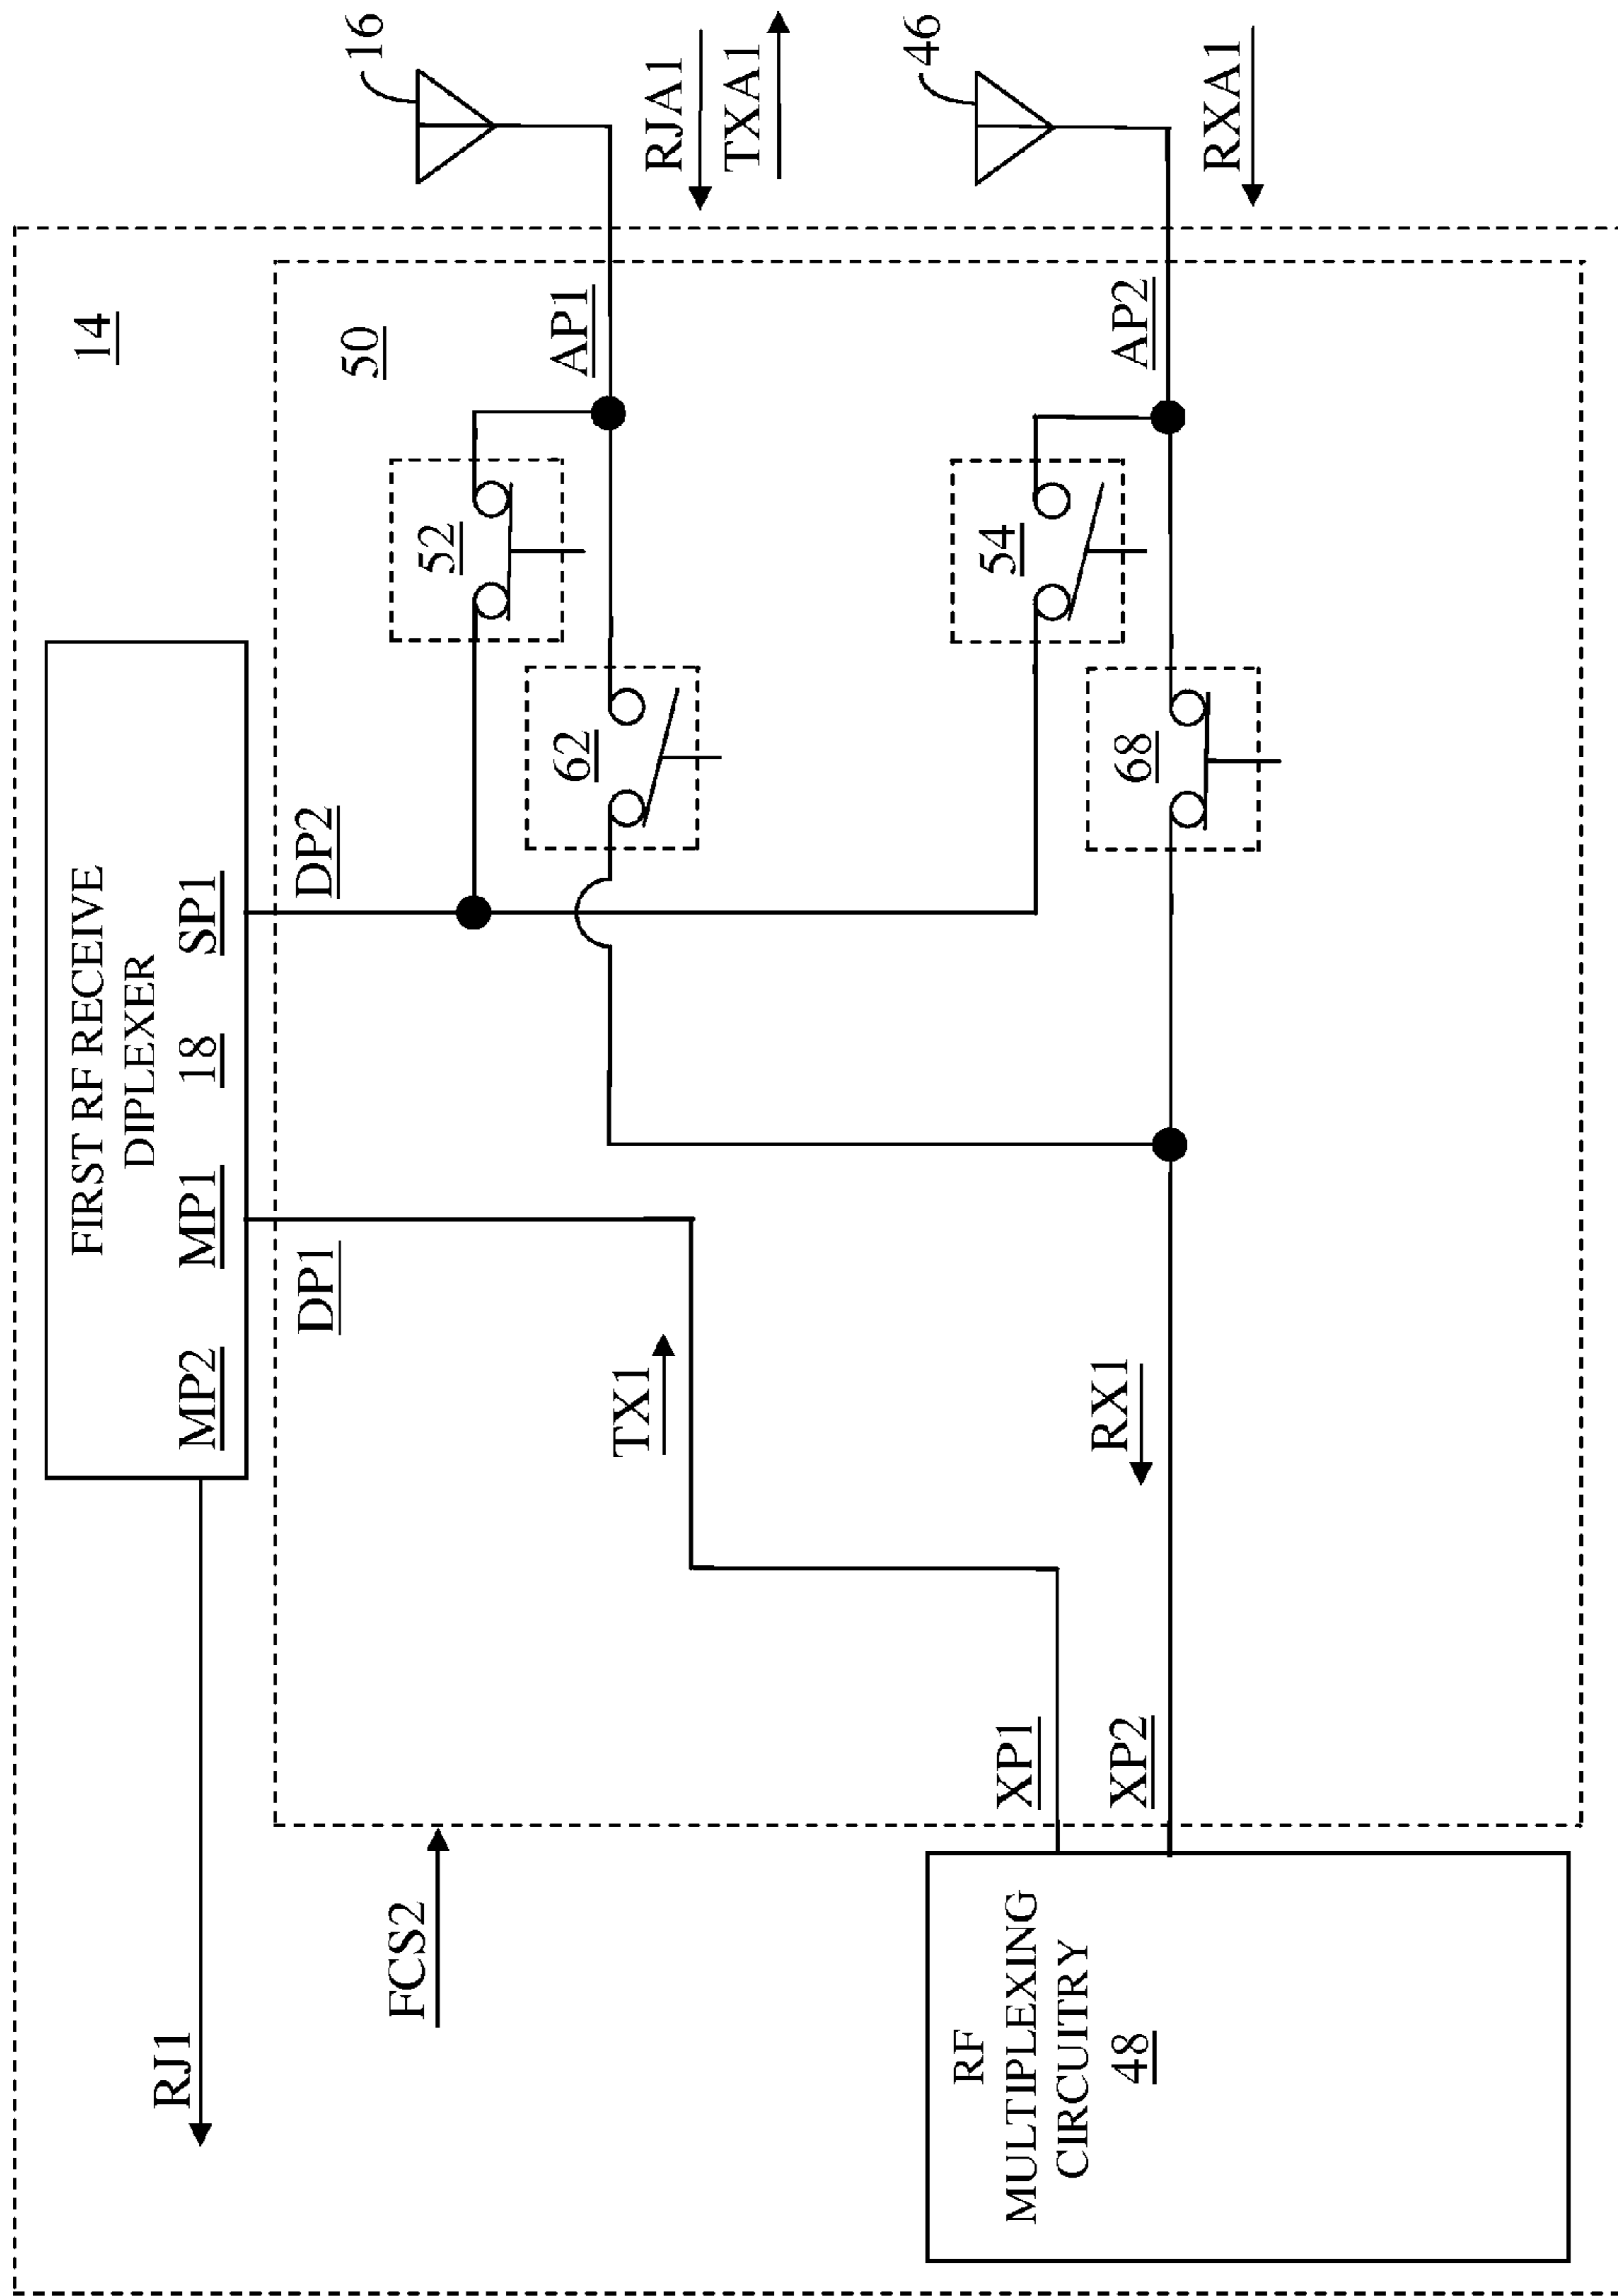 14
FIRST RF RECEIVE
DIPLEXER
MP2
MP1
18
SP1
RJ1
DP1
DP2
50
52
16
AP1
RJA1
TXA1
62
FCS2
TX1
54
46
AP2
RXA1
68
RX1
XP1
XP2
RF
MULTIPLEXING
CIRCUITRY
48